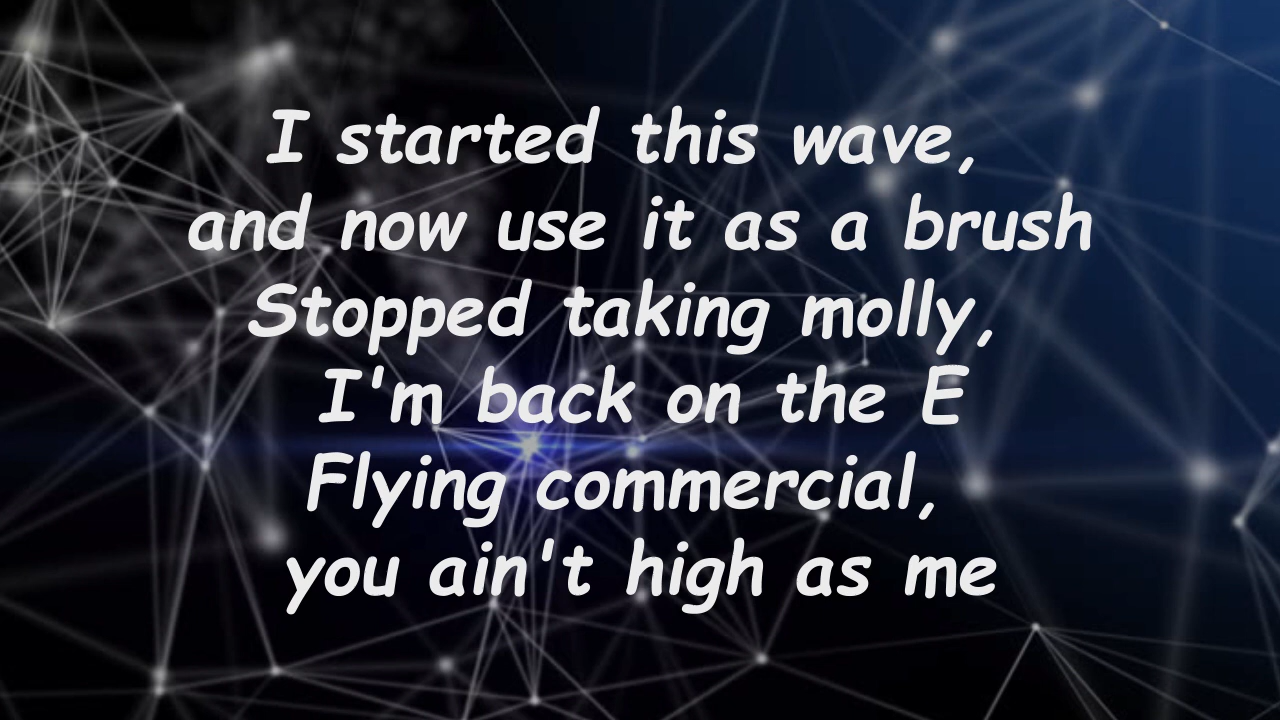 I started this wave,
and now use it as a brush
Stopped taking molly,
I'm back on the E
Flying commercial,
you ain't high as me